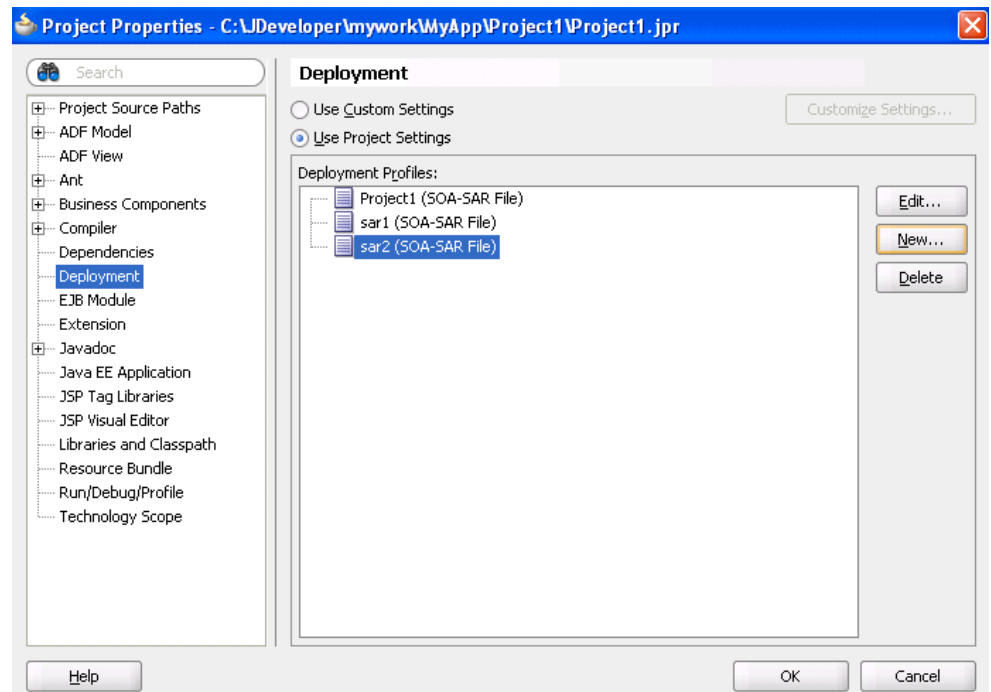 Project Properties - C:\JDeveloper\mywork\MyApp\Project1\Project1.jpr
Search
Project Source Paths
ADF Model
ADF View
Ant
Business Components
Compiler
Dependencies
Deployment
EJB Module
Extension
Javadoc
Java EE Application
JSP Tag Libraries
JSP Visual Editor
Libraries and Classpath
Resource Bundle
Run/Debug/Profile
Technology Scope
Deployment
Use Custom Settings
Customize Settings...
Use Project Settings
Deployment Profiles:
Project1 (SOA-SAR File)
sar1 (SOA-SAR File)
sar2 (SOA-SAR File)
Edit...
New...
Delete
Help
OK
Cancel